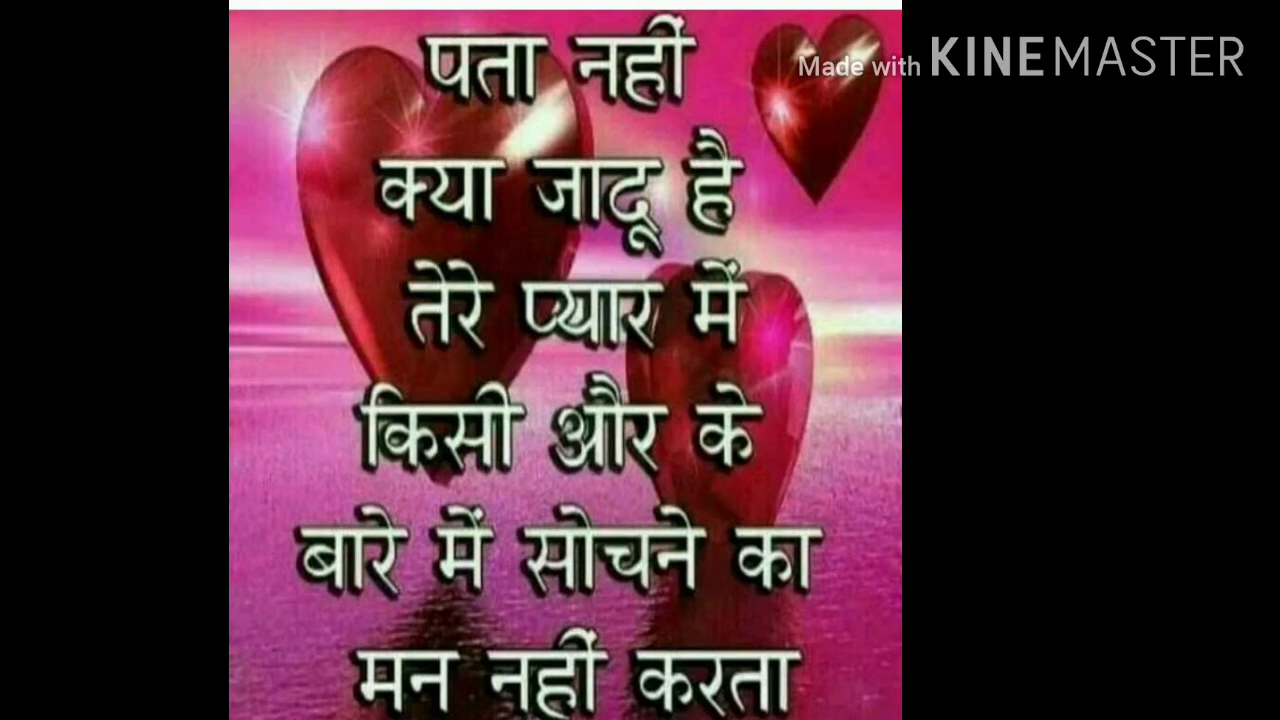 पता नहीं
Made with KINEMASTER
क्या जादू है
तेरे प्यार में
किसी और के
बारे में सोचने का
मन नहीं करता